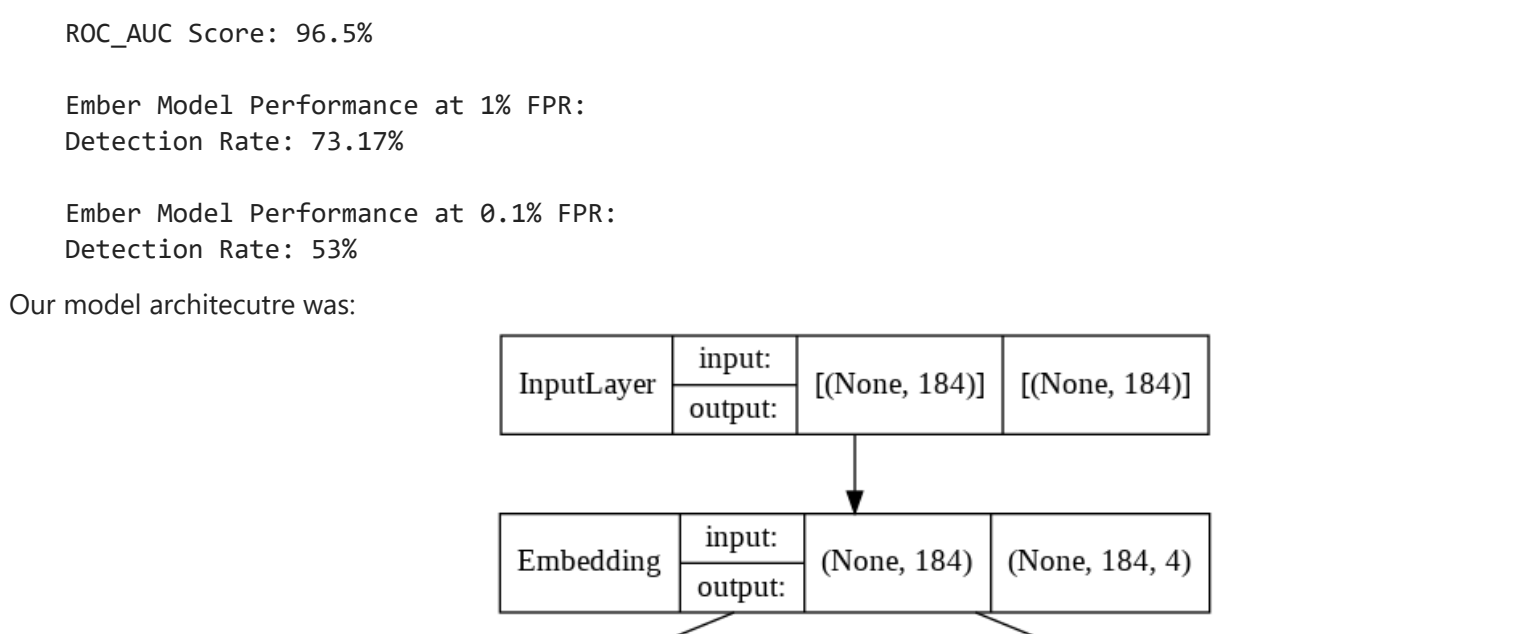 ROC_AUC Score: 96.5%
Ember Model Performance at 1% FPR:
Detection Rate: 73.17%
Ember Model Performance at 0.1% FPR:
Detection Rate: 53%
Our model architecutre was:
InputLayer
input:
output:
[(None, 184)]
[(None, 184)]
Embedding
input:
output:
(None, 184)
(None, 184, 4)